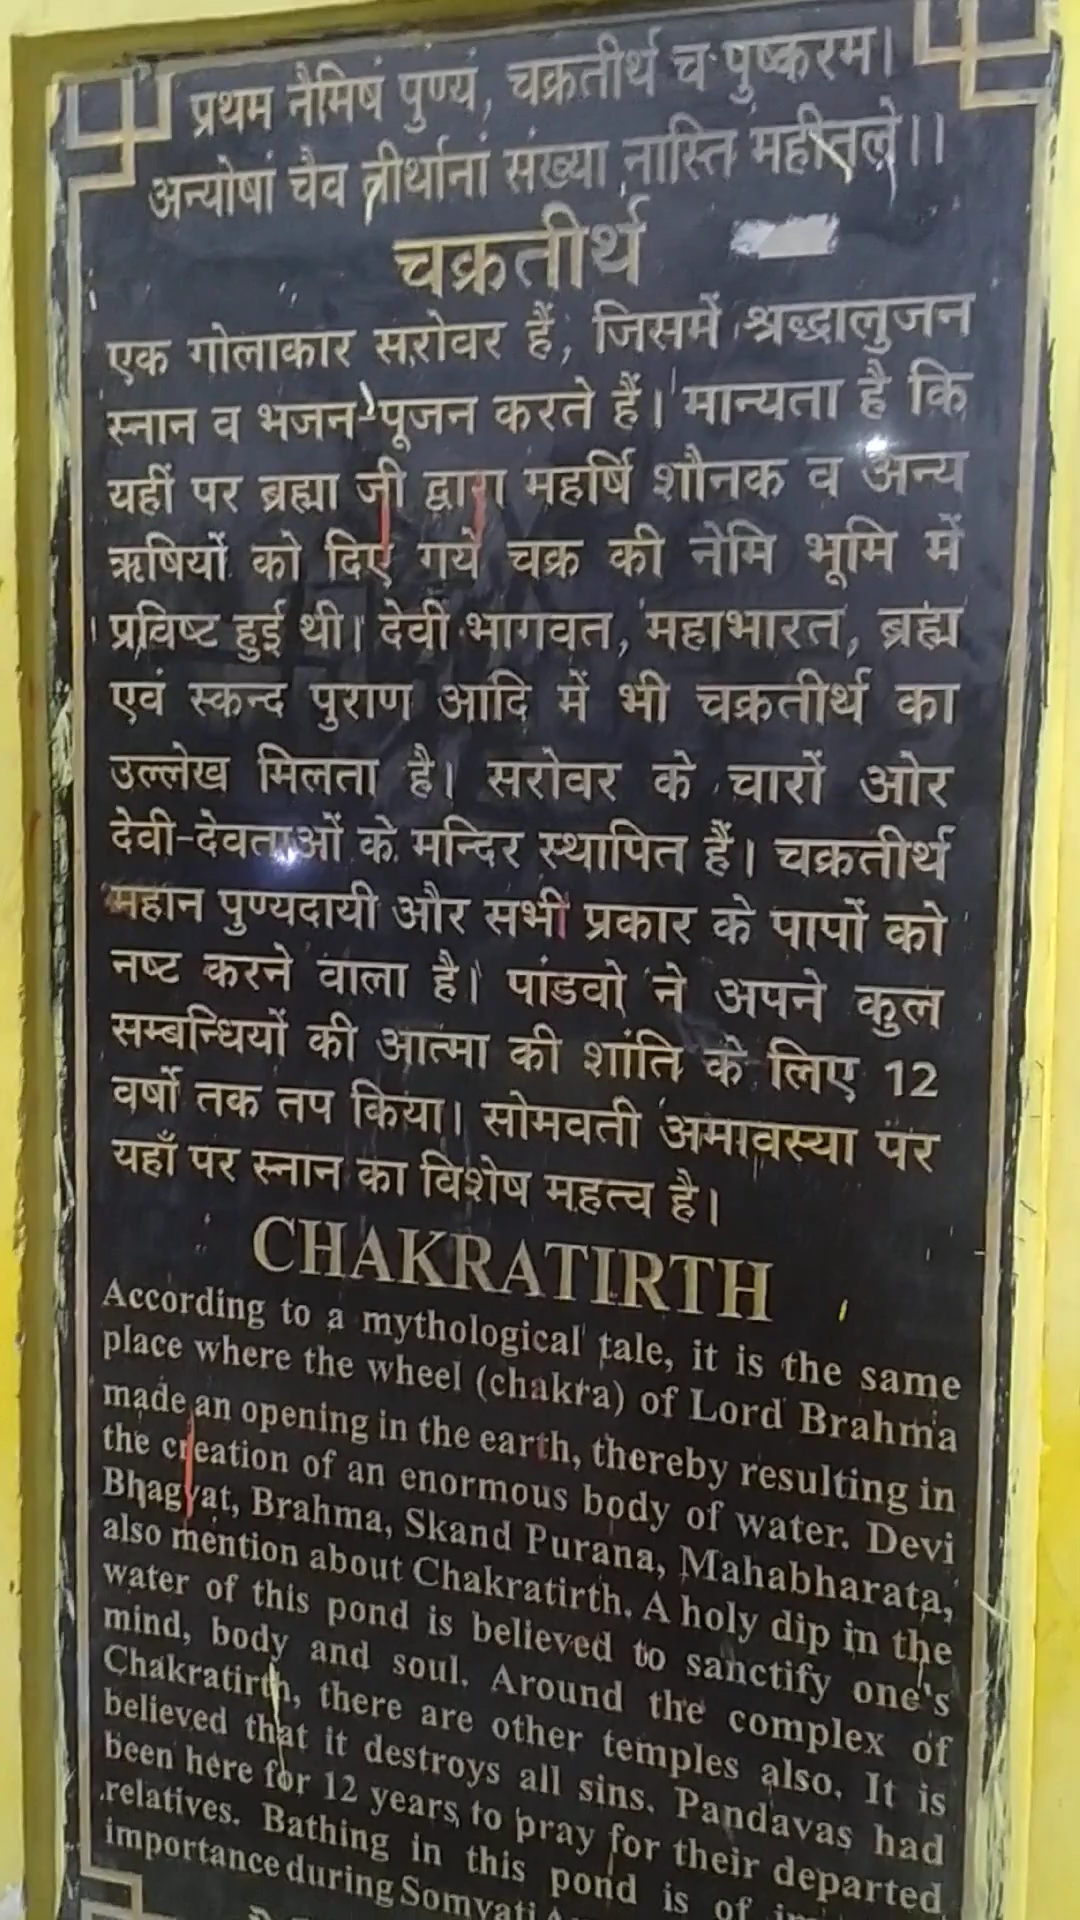 प्रथम नैमिषं पुण्यं, चक्रतीर्थ च पुष्करम।
अन्योषां चैव तीर्थानां संख्या नास्ति महीतले।।
चक्रतीर्थ
एक गोलाकार सरोवर हैं, जिसमें श्रद्धालुजन
स्नान व भजन-पूजन करते हैं। मान्यता है कि
यहीं पर ब्रह्मा जी द्वारा महर्षि शौनक व अन्य
ऋषियों को दिए गये चक्र की नेमि भूमि में
प्रविष्ट हुई थी। देवी भागवत, महाभारत, ब्रह्म
एवं स्कन्द पुराण आदि में भी चक्रतीर्थ का
उल्लेख मिलता है। सरोवर के चारों ओर
देवी-देवताओं के मन्दिर स्थापित हैं। चक्रतीर्थ
महान पुण्यदायी और सभी प्रकार के पापों को
नष्ट करने वाला है। पांडवो ने अपने कुल
सम्बन्धियों की आत्मा की शांति के लिए 12
वर्षो तक तप किया। सोमवती अमावस्या पर
यहाँ पर स्नान का विशेष महत्व है।
CHAKRATIRTH
According to a mythological tale, it is the same
place where the wheel (chakra) of Lord Brahma
made an opening in the earth, thereby resulting in
the creation of an enormous body of water. Devi
Bhagvat, Brahma, Skand Purana, Mahabharata,
also mention about Chakratirth. A holy dip in the
water of this pond is believed to sanctify one's
mind, body and soul. Around the complex of
Chakratirth, there are other temples also. It is
believed that it destroys all sins. Pandavas had
been here for 12 years to pray for their departed
relatives. Bathing in this pond is of
importance during Somvati